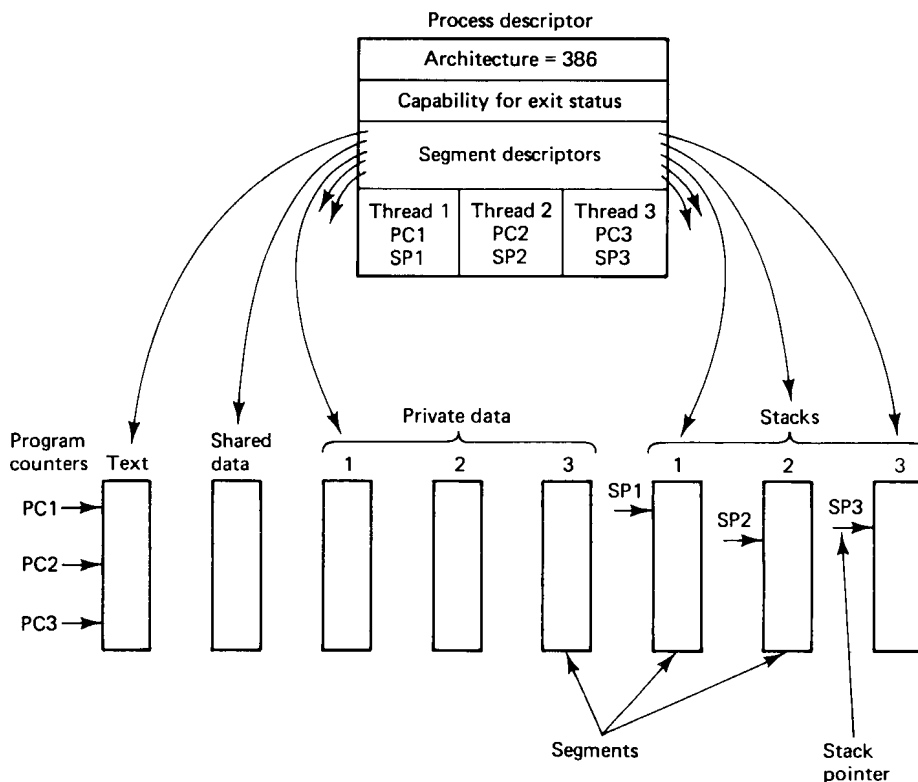 Process descriptor
Architecture = 386
Capability for exit status
Segment descriptors
Thread 1
PC1
SP1
Thread 2
PC2
SP2
Thread 3
PC3
SP3
Program
counters
Text
Shared
data
Private data
1
2
3
Stacks
1
2
3
PC1
PC2
PC3
SP1
SP2
SP3
Segments
Stack
pointer